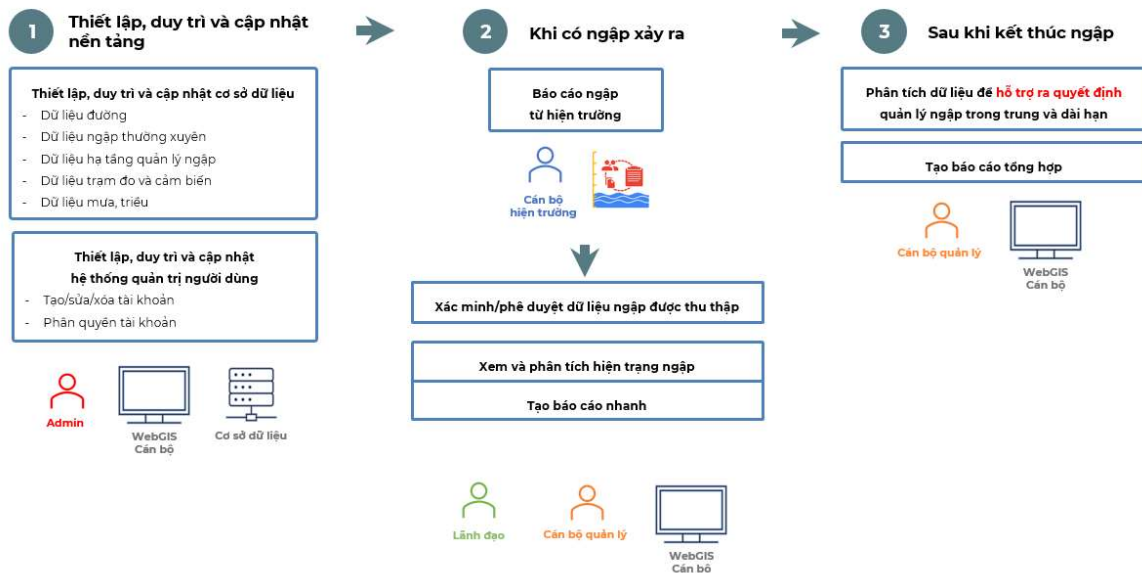 1
Thiết lập, duy trì và cập nhật
nền tảng
Thiết lập, duy trì và cập nhật cơ sở dữ liệu
- Dữ liệu đường
- Dữ liệu ngập thường xuyên
- Dữ liệu hạ tầng quản lý ngập
- Dữ liệu trạm đo và cảm biến
- Dữ liệu mưa, triều
Thiết lập, duy trì và cập nhật
hệ thống quản trị người dùng
- Tạo/sửa/xóa tài khoản
- Phân quyền tài khoản
Admin
WebGIS
Cán bộ
Cơ sở dữ liệu
2
Khi có ngập xảy ra
Báo cáo ngập
từ hiện trường
Cán bộ
hiện trường
Xác minh/phê duyệt dữ liệu ngập được thu thập
Xem và phân tích hiện trạng ngập
Tạo báo cáo nhanh
Lãnh đạo
Cán bộ quản lý
WebGIS
Cán bộ
3
Sau khi kết thúc ngập
Phân tích dữ liệu để hỗ trợ ra quyết định
quản lý ngập trong trung và dài hạn
Tạo báo cáo tổng hợp
Cán bộ quản lý
WebGIS
Cán bộ